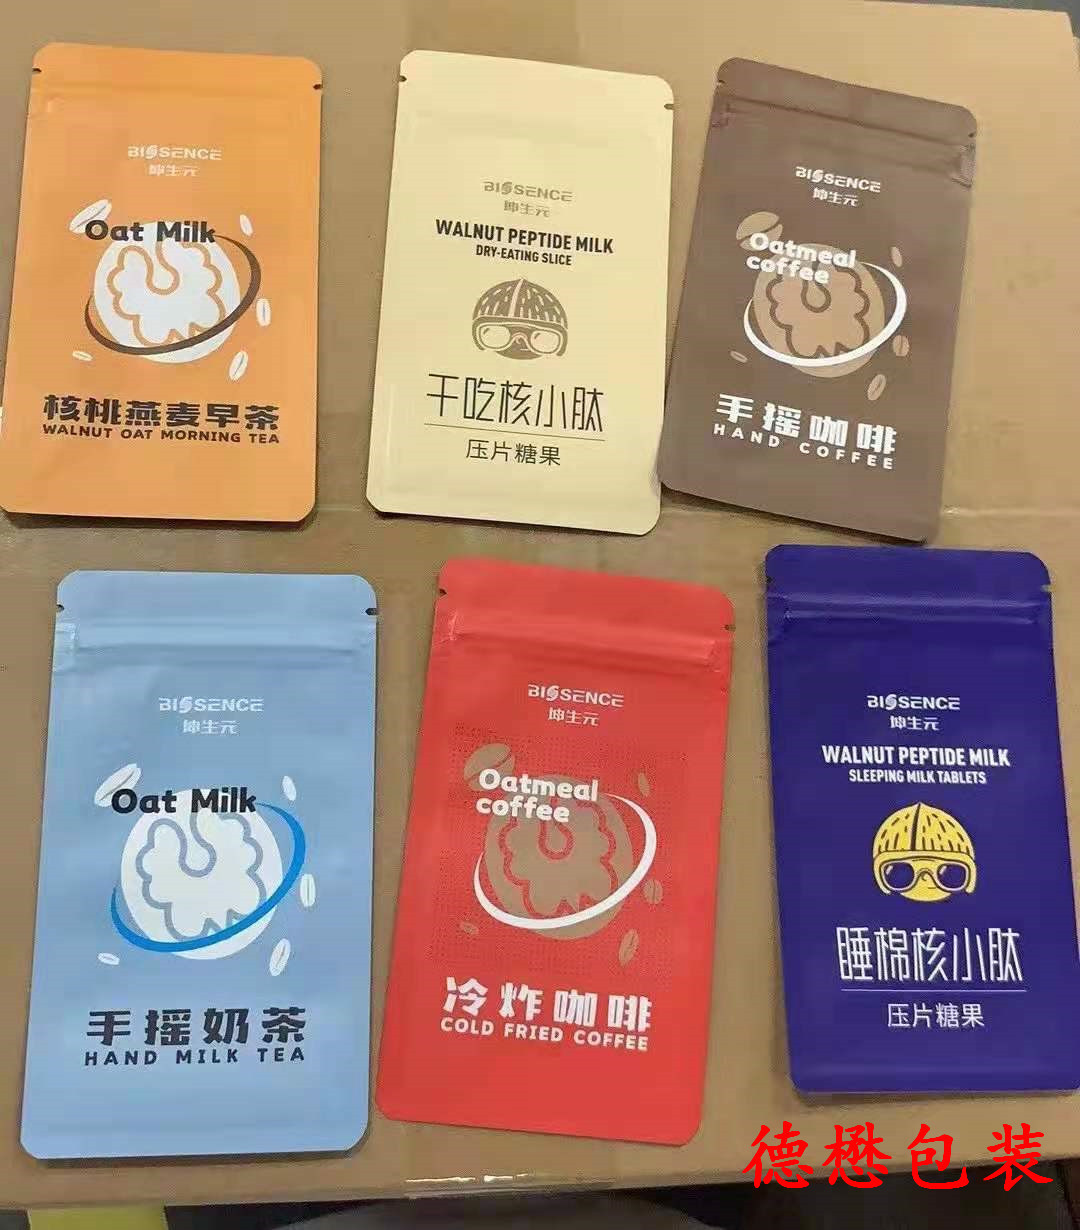 BIOSENCE
坤生元
Oat Milk
核桃燕麦早茶
WALNUT OAT MORNING TEA
BIOSENCE
坤生元
WALNUT PEPTIDE MILK
DRY-EATING SLICE
干吃核小肽
压片糖果
BIOSENCE
坤生元
Oatmeal
coffee
手摇咖啡
HAND COFFEE
BIOSENCE
坤生元
Oat Milk
手摇奶茶
HAND MILK TEA
BIOSENCE
坤生元
Oatmeal
coffee
冷炸咖啡
COLD FRIED COFFEE
BIOSENCE
坤生元
WALNUT PEPTIDE MILK
SLEEPING MILK TABLETS
睡棉核小肽
压片糖果
德懋包装